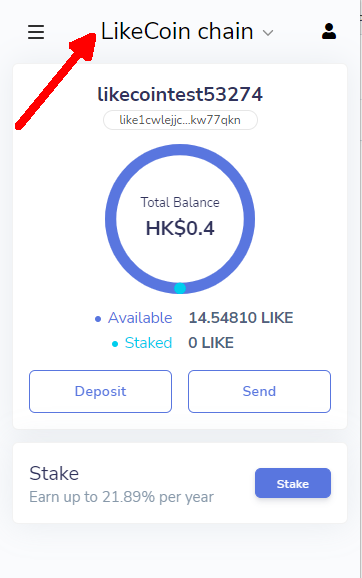 LikeCoin chain
likecointest53274
like1cwlejjc...kw77qkn
Total Balance
HK$0.4
Available 14.54810 LIKE
Staked 0 LIKE
Deposit Send
Stake
Earn up to 21.89% per year
Stake